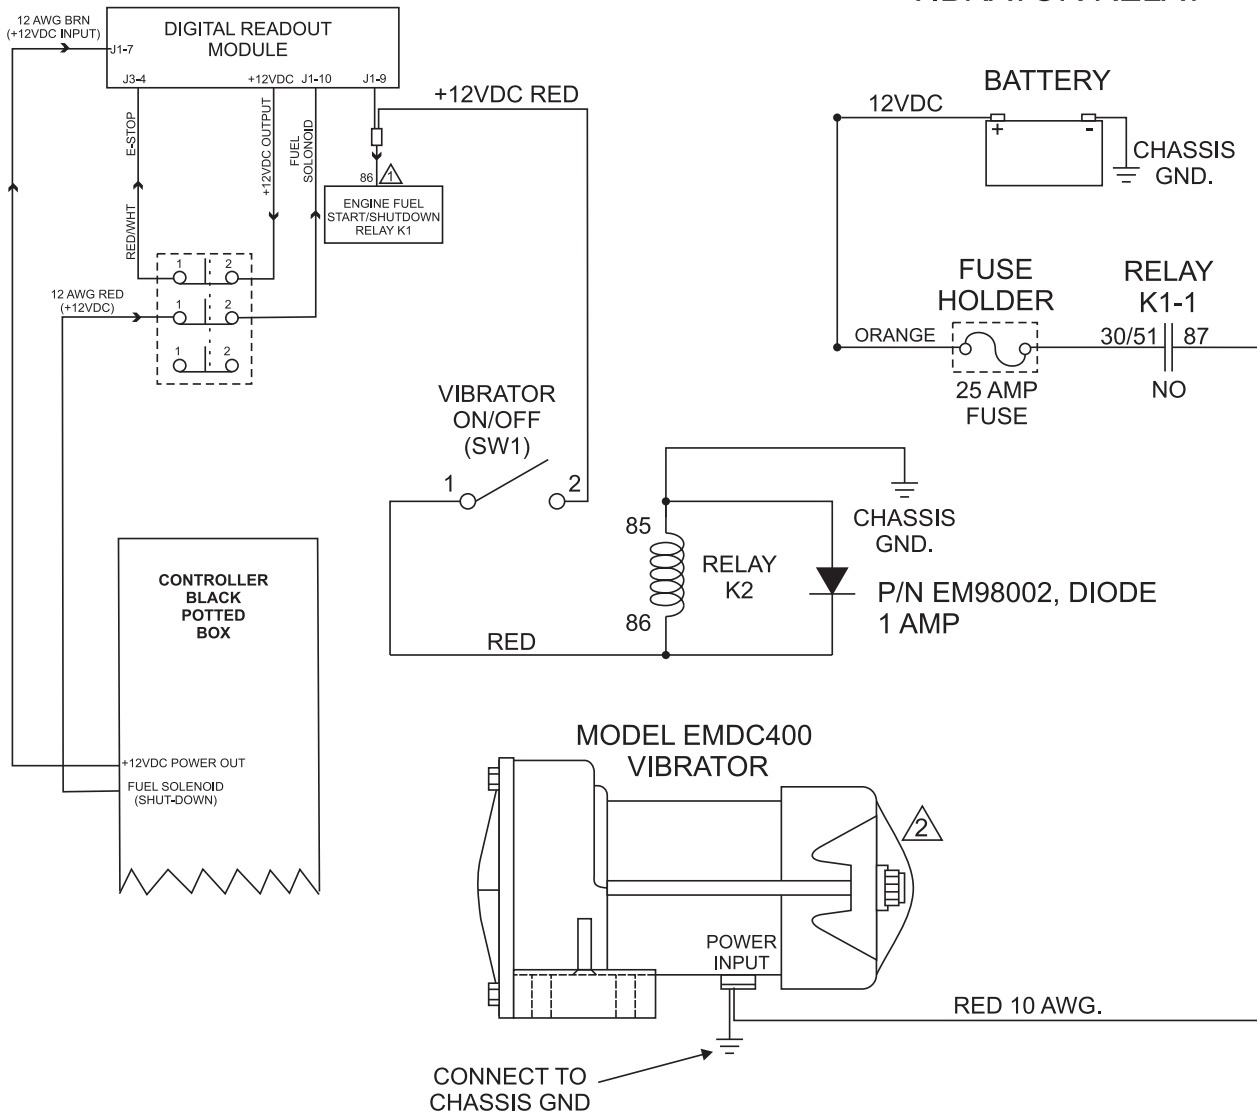 12 AWG BRN
(+12VDC INPUT)
J1-7
DIGITAL READOUT
MODULE
J3-4
+12VDC
J1-10
J1-9
E-STOP
RED/WHT
+12VDC OUTPUT
FUEL
SOLONOID
+12VDC RED
86
1
ENGINE FUEL
START/SHUTDOWN
RELAY K1
1
2
1
2
1
2
12 AWG RED
(+12VDC)
BATTERY
12VDC
+
-
CHASSIS
GND.
FUSE
HOLDER
RELAY
K1-1
ORANGE
30/51
87
25 AMP
FUSE
NO
VIBRATOR
ON/OFF
(SW1)
1
2
85
86
RELAY
K2
CHASSIS
GND.
P/N EM98002, DIODE
1 AMP
RED
CONTROLLER
BLACK
POTTED
BOX
+12VDC POWER OUT
FUEL SOLENOID
(SHUT-DOWN)
MODEL EMDC400
VIBRATOR
2
POWER
INPUT
RED 10 AWG.
CONNECT TO
CHASSIS GND